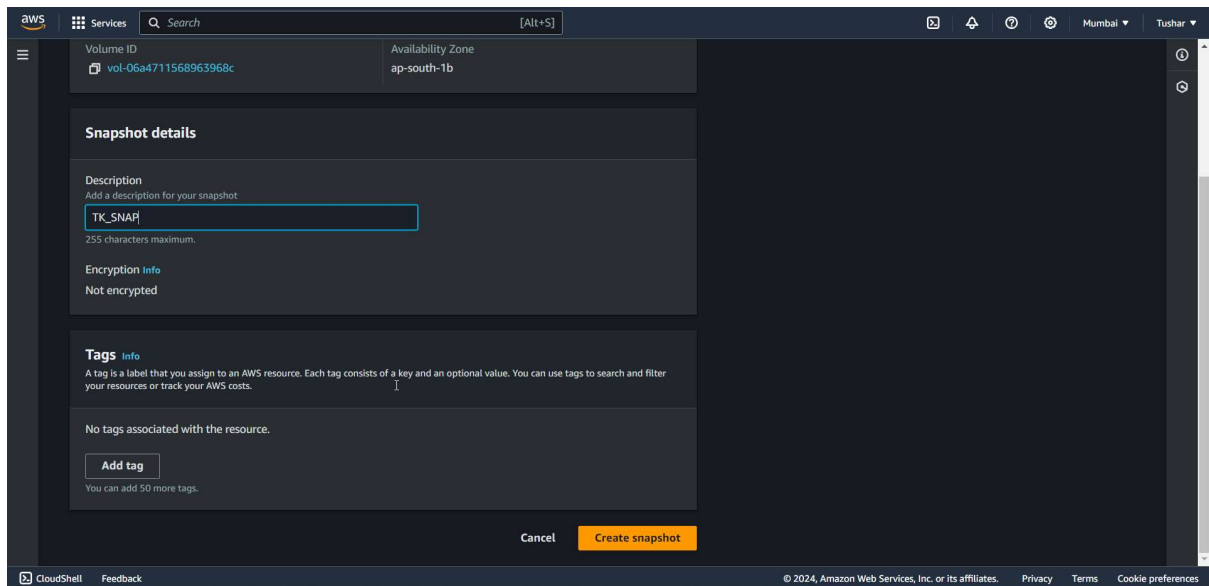 aws Services Search [Alt+S] Mumbai Tushar
Volume ID Availability Zone
vol-06a4711568963968c ap-south-1b
Snapshot details
Description
Add a description for your snapshot
TK_SNAP
255 characters maximum.
Encryption Info
Not encrypted
Tags Info
A tag is a label that you assign to an AWS resource. Each tag consists of a key and an optional value. You can use tags to search and filter
your resources or track your AWS costs.
No tags associated with the resource.
Add tag
You can add 50 more tags.
Cancel Create snapshot
CloudShell Feedback © 2024, Amazon Web Services, Inc. or its affiliates. Privacy Terms Cookie preferences